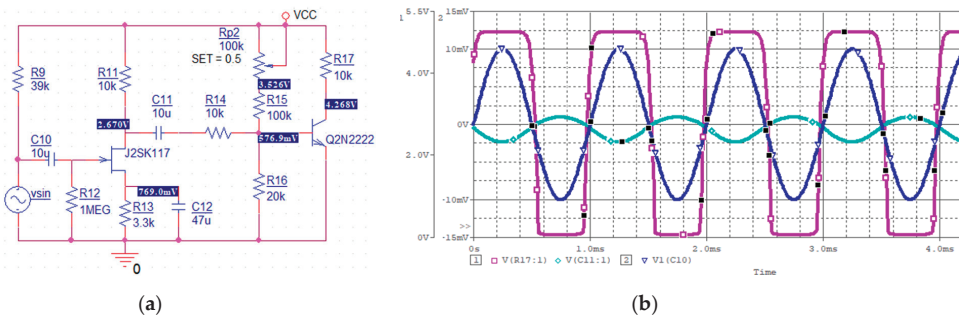 VCC
Rp2
100k
SET = 0.5
R9
39k
R11
10k
R17
10k
3.526V
4.268V
C11
10u
R14
10k
R15
100k
2.670V
576.9mV
Q2N2222
C10
10u
J2SK117
vsin
R12
1MEG
769.0mV
R13
3.3k
C12
47u
R16
20k
0
(a)
1 5.5V 2 15mV
10mV
4.0V
0V
2.0V
-10mV
0V -15mV
>>
0s 1.0ms 2.0ms 3.0ms 4.0ms
1 V(R17:1) V(C11:1) 2 V1(C10)
Time
(b)